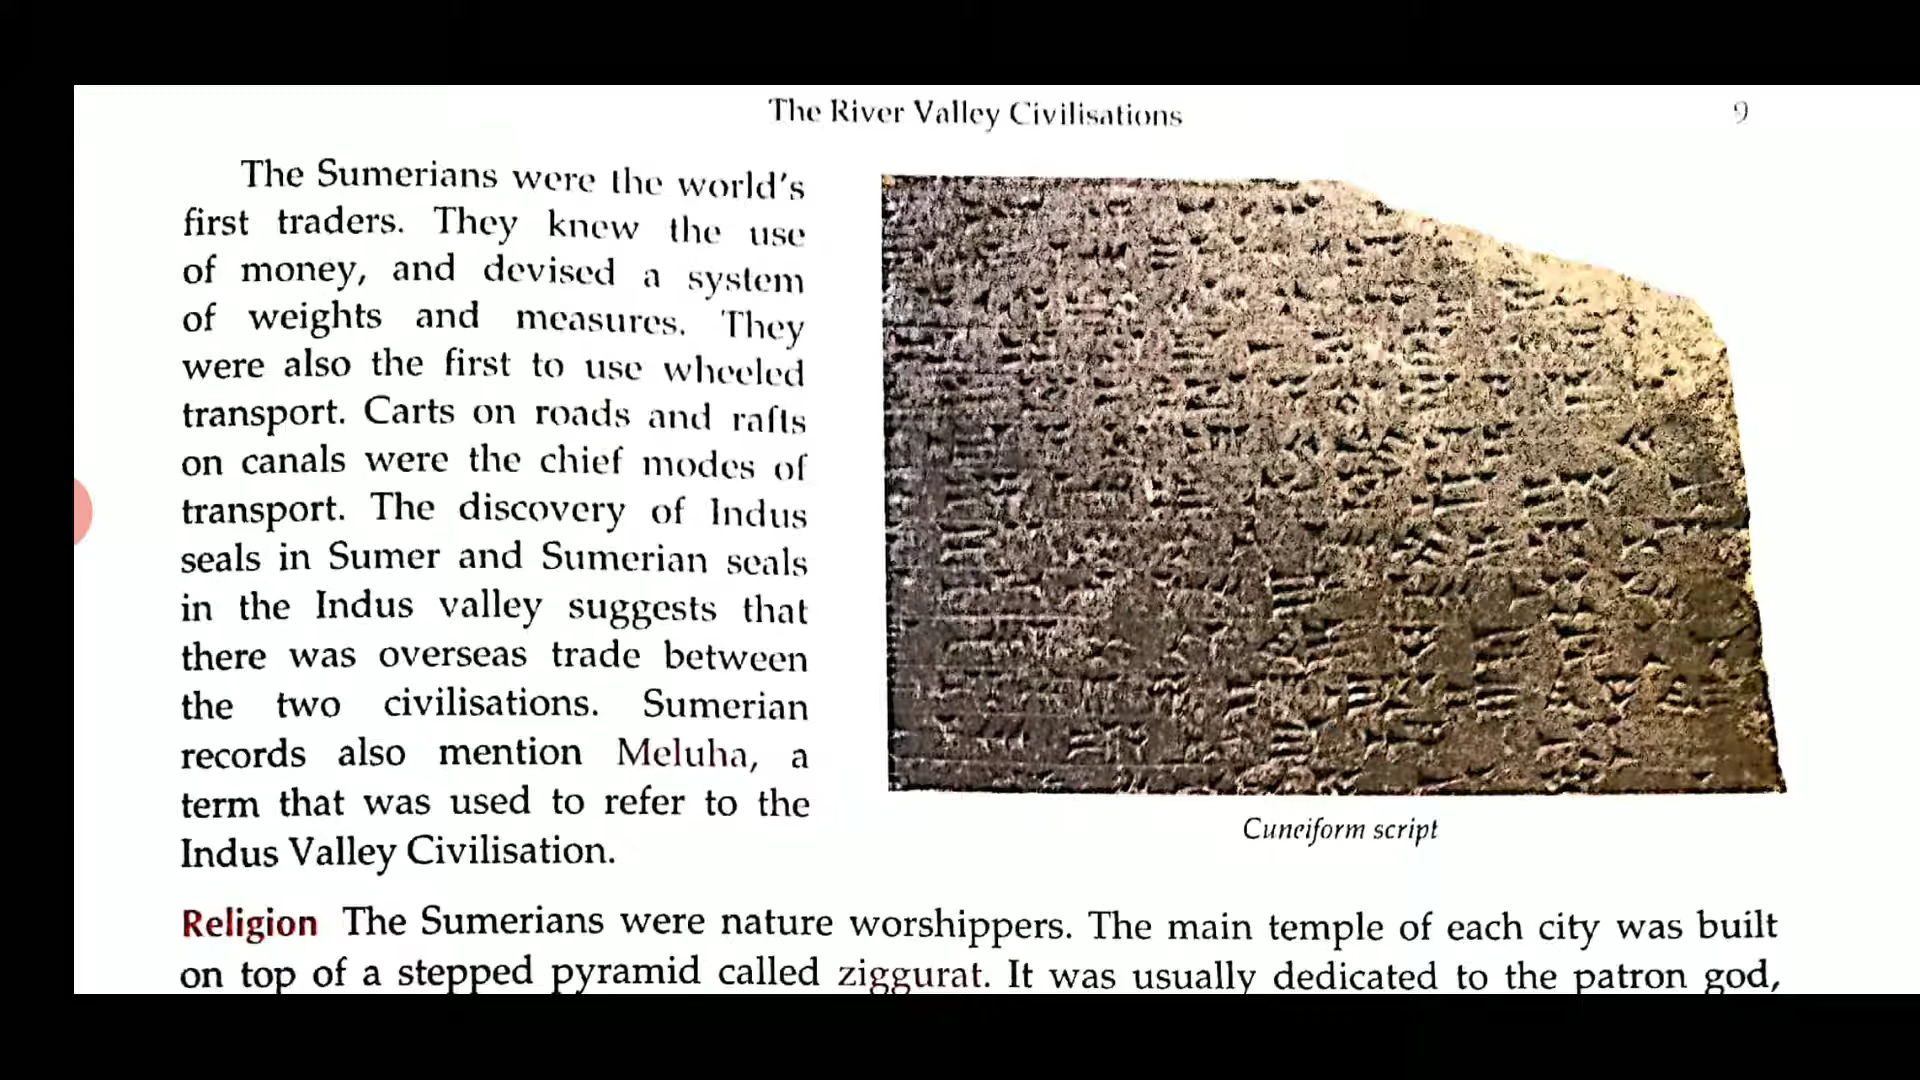 The River Valley Civilisations 9
The Sumerians were the world's
first traders. They knew the use
of money, and devised a system
of weights and measures. They
were also the first to use wheeled
transport. Carts on roads and rafts
on canals were the chief modes of
transport. The discovery of Indus
seals in Sumer and Sumerian seals
in the Indus valley suggests that
there was overseas trade between
the two civilisations. Sumerian
records also mention Meluha, a
term that was used to refer to the
Indus Valley Civilisation.
Cuneiform script
Religion The Sumerians were nature worshippers. The main temple of each city was built
on top of a stepped pyramid called ziggurat. It was usually dedicated to the patron god,